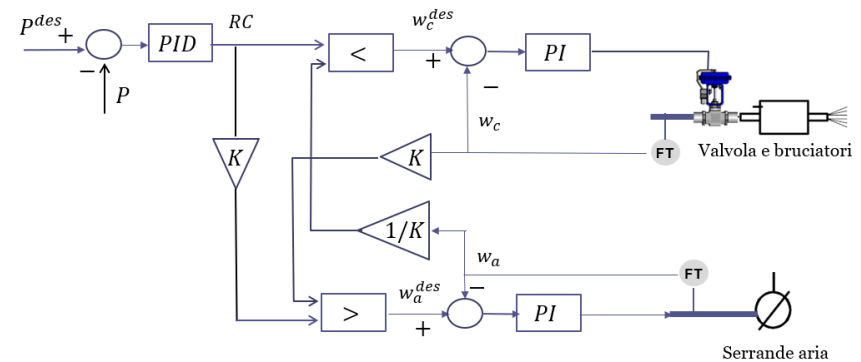 P^{des} + PID RC < w_c^{des} + PI
− P −
w_c
K K FT Valvola e bruciatori
1/K w_a
FT
> w_a^{des} − + PI
Serrande aria